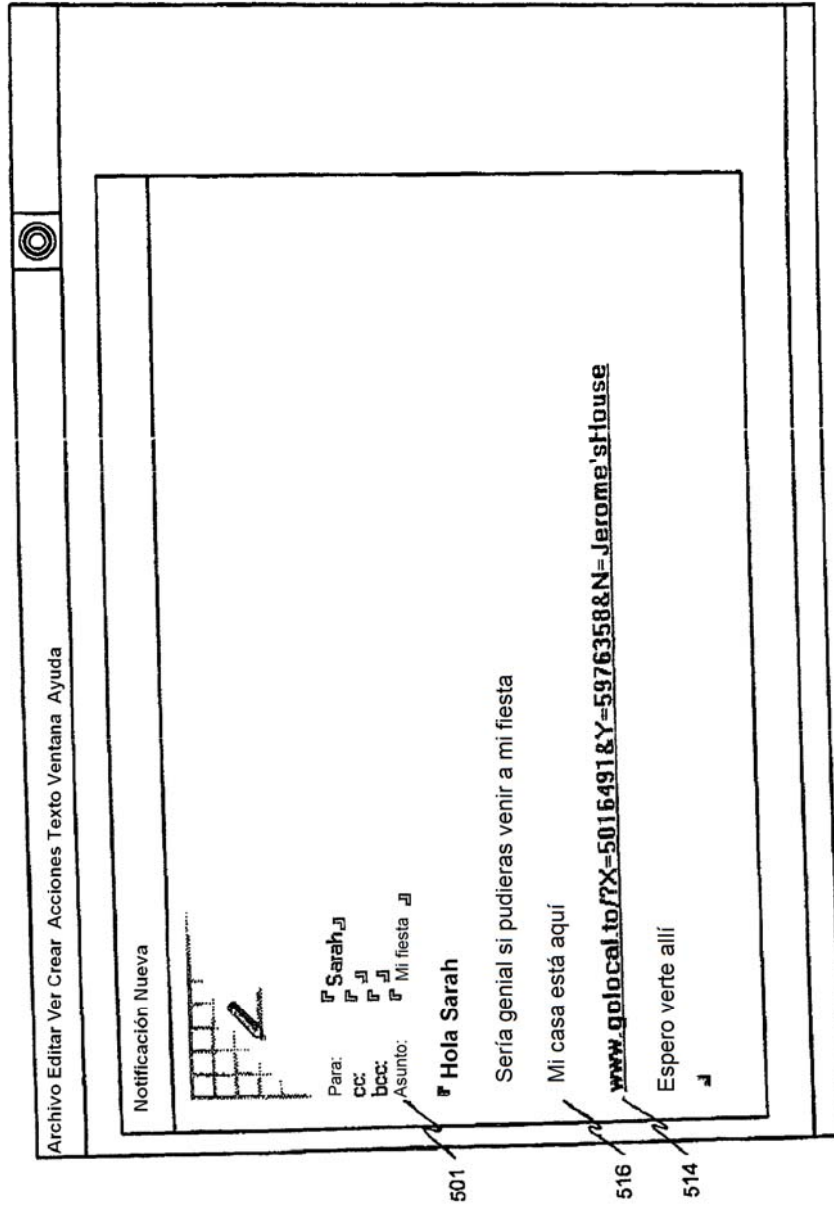 Archivo Editar Ver Crear Acciones Texto Ventana Ayuda
Notificación Nueva
Para: Sarah
cc:
bcc:
Asunto: Mi fiesta
Hola Sarah
Sería genial si pudieras venir a mi fiesta
Mi casa está aquí
www.golocal.to/?X=5016491&Y=5976358&N=Jerome'sHouse
Espero verte allí
501
516
514